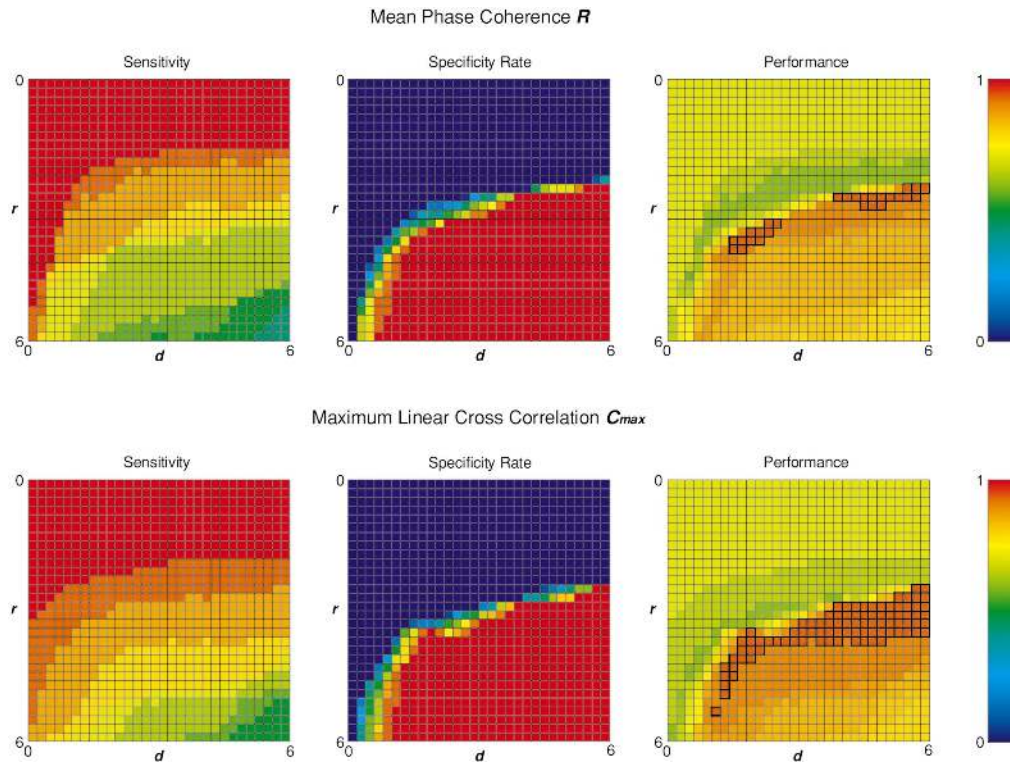 Mean Phase Coherence R
Sensitivity Specificity Rate Performance
0 0 0 1
r r r
6 6 6 0
0 d 6 0 d 6 0 d 6
Maximum Linear Cross Correlation Cmax
Sensitivity Specificity Rate Performance
0 0 0 1
r r r
6 6 6 0
0 d 6 0 d 6 0 d 6